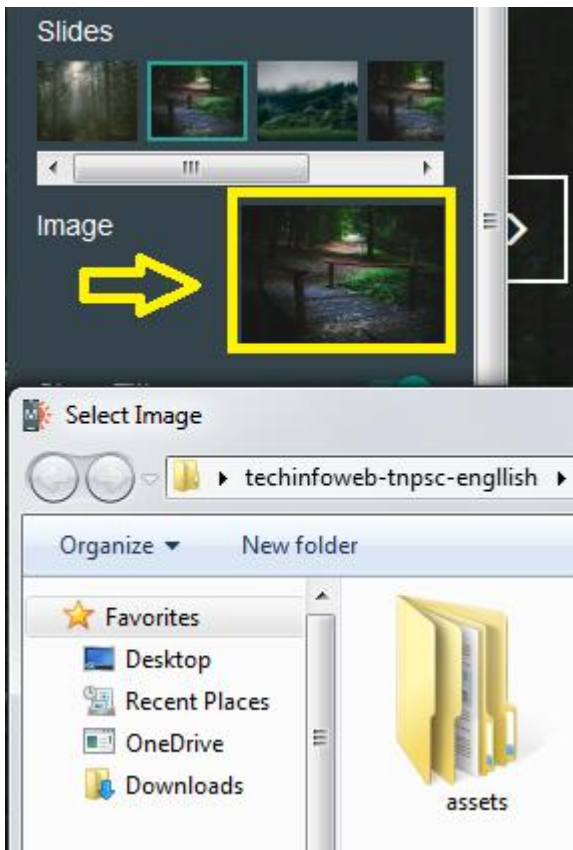 Slides
Image
Select Image
techinfoweb-tnpsc-engllish
Organize
New folder
Favorites
Desktop
Recent Places
OneDrive
Downloads
assets